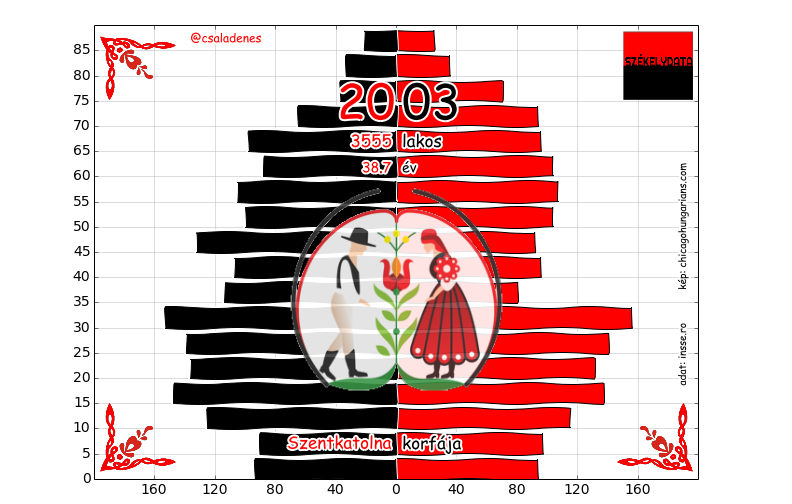 @csaladenes
SZÉKELYDATA
2003
3555 lakos
38.7 év
kép: chicagohungarians.com
adat: insse.ro
Szentkatolna korfája
85
80
75
70
65
60
55
50
45
40
35
30
25
20
15
10
5
0
160 120 80 40 0 40 80 120 160